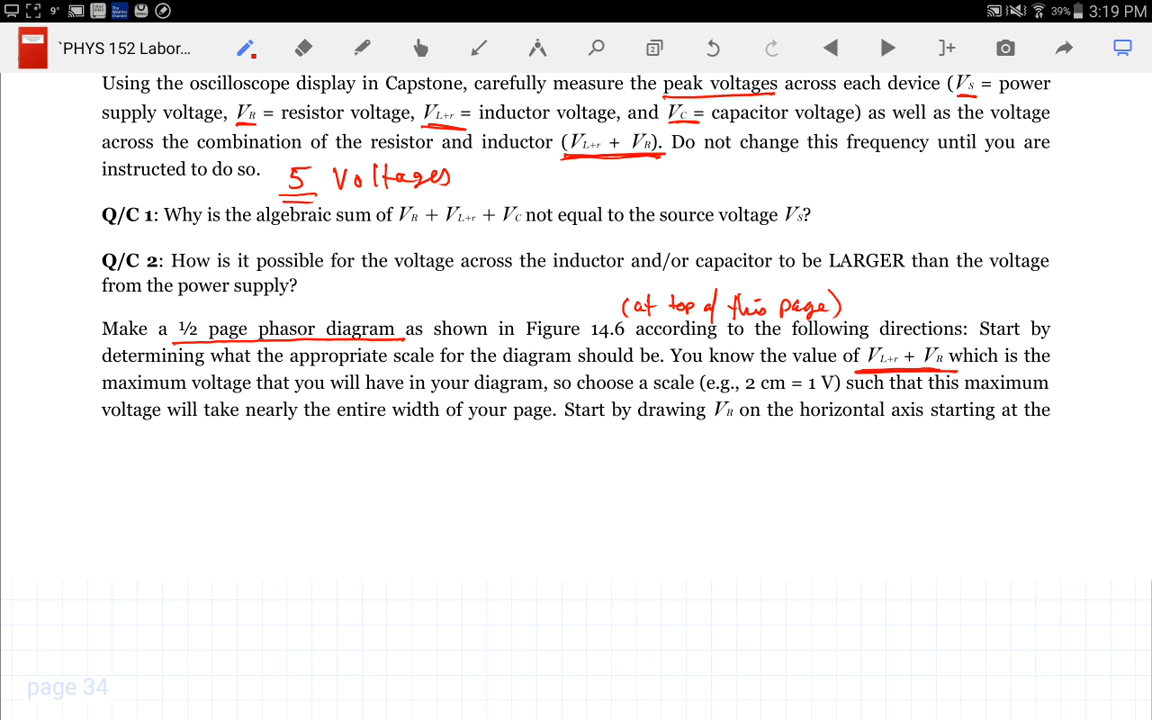 9°
39%
3:19 PM
`PHYS 152 Labor...
2
Using the oscilloscope display in Capstone, carefully measure the peak voltages across each device (VS = power
supply voltage, VR = resistor voltage, VL+r = inductor voltage, and VC = capacitor voltage) as well as the voltage
across the combination of the resistor and inductor (VL+r + VR). Do not change this frequency until you are
instructed to do so.
5 Voltages
Q/C 1: Why is the algebraic sum of VR + VL+r + VC not equal to the source voltage VS?
Q/C 2: How is it possible for the voltage across the inductor and/or capacitor to be LARGER than the voltage
from the power supply?
(at top of this page)
Make a ½ page phasor diagram as shown in Figure 14.6 according to the following directions: Start by
determining what the appropriate scale for the diagram should be. You know the value of VL+r + VR which is the
maximum voltage that you will have in your diagram, so choose a scale (e.g., 2 cm = 1 V) such that this maximum
voltage will take nearly the entire width of your page. Start by drawing VR on the horizontal axis starting at the
page 34